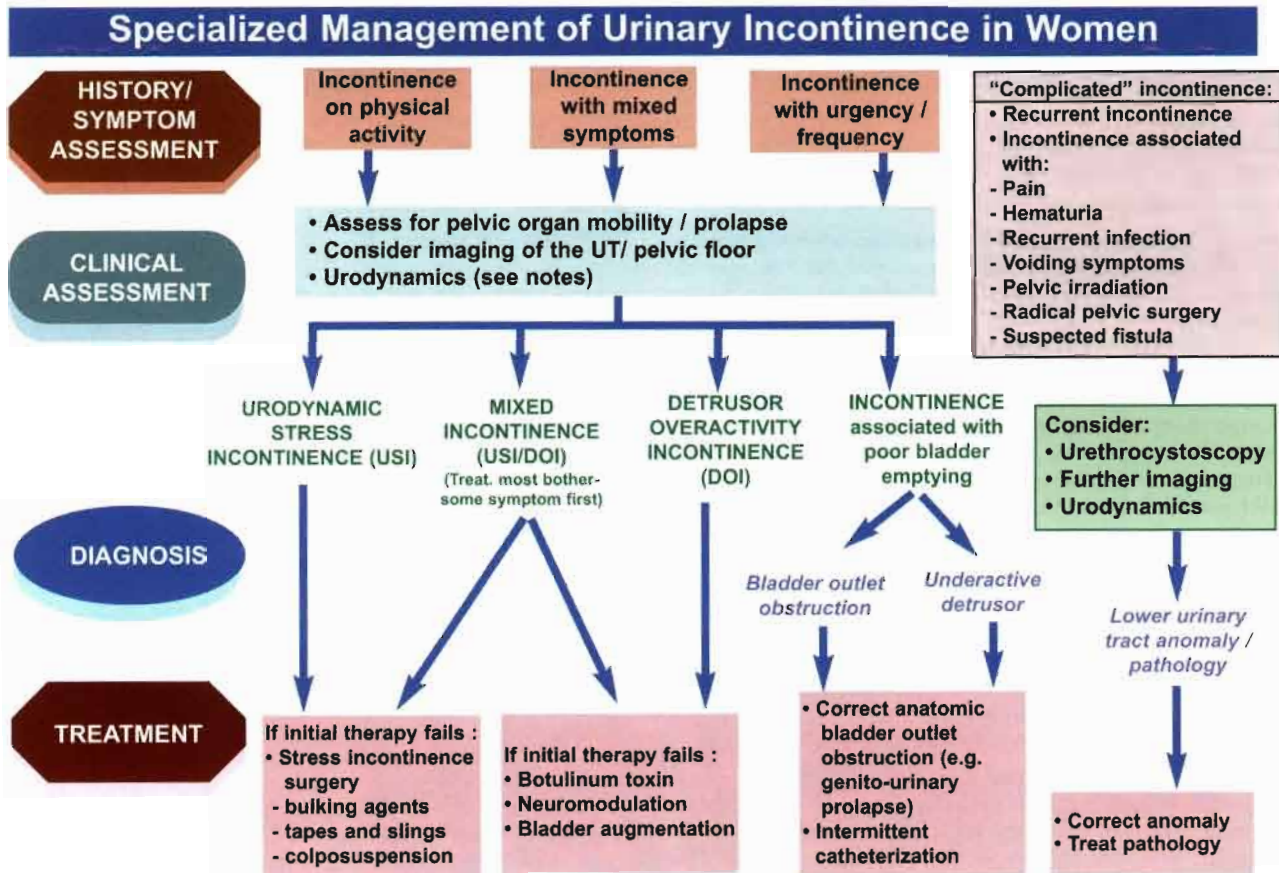 Specialized Management of Urinary Incontinence in Women
HISTORY/
SYMPTOM
ASSESSMENT
Incontinence
on physical
activity
Incontinence
with mixed
symptoms
Incontinence
with urgency /
frequency
"Complicated" incontinence:
• Recurrent incontinence
• Incontinence associated
with:
- Pain
- Hematuria
- Recurrent infection
- Voiding symptoms
- Pelvic irradiation
- Radical pelvic surgery
- Suspected fistula
CLINICAL
ASSESSMENT
• Assess for pelvic organ mobility / prolapse
• Consider imaging of the UT/ pelvic floor
• Urodynamics (see notes)
URODYNAMIC
STRESS
INCONTINENCE (USI)
MIXED
INCONTINENCE
(USI/DOI)
(Treat. most bother-
some symptom first)
DETRUSOR
OVERACTIVITY
INCONTINENCE
(DOI)
INCONTINENCE
associated with
poor bladder
emptying
Consider:
• Urethrocystoscopy
• Further imaging
• Urodynamics
DIAGNOSIS
Bladder outlet
obstruction
Underactive
detrusor
Lower urinary
tract anomaly /
pathology
TREATMENT
If initial therapy fails :
• Stress incontinence
surgery
- bulking agents
- tapes and slings
- colposuspension
If initial therapy fails :
• Botulinum toxin
• Neuromodulation
• Bladder augmentation
• Correct anatomic
bladder outlet
obstruction (e.g.
genito-urinary
prolapse)
• Intermittent
catheterization
• Correct anomaly
• Treat pathology